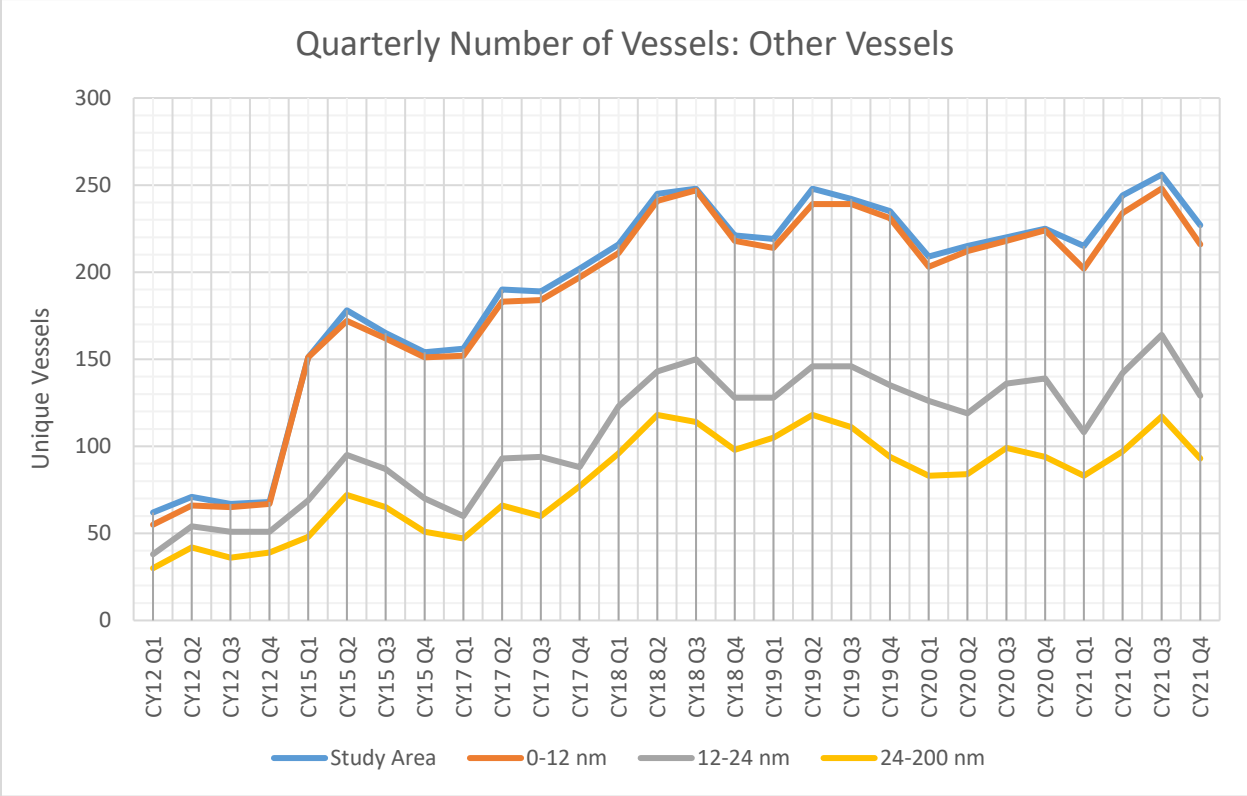 Quarterly Number of Vessels: Other Vessels
Unique Vessels
300
250
200
150
100
50
0
CY12 Q1
CY12 Q2
CY12 Q3
CY12 Q4
CY15 Q1
CY15 Q2
CY15 Q3
CY15 Q4
CY17 Q1
CY17 Q2
CY17 Q3
CY17 Q4
CY18 Q1
CY18 Q2
CY18 Q3
CY18 Q4
CY19 Q1
CY19 Q2
CY19 Q3
CY19 Q4
CY20 Q1
CY20 Q2
CY20 Q3
CY20 Q4
CY21 Q1
CY21 Q2
CY21 Q3
CY21 Q4
Study Area
0-12 nm
12-24 nm
24-200 nm